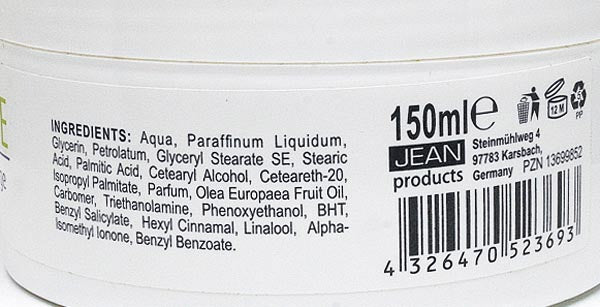 INGREDIENTS: Aqua, Paraffinum Liquidum,
Glycerin, Petrolatum, Glyceryl Stearate SE, Stearic
Acid, Palmitic Acid, Cetearyl Alcohol, Ceteareth-20,
Isopropyl Palmitate, Parfum, Olea Europaea Fruit Oil,
Carbomer, Triethanolamine, Phenoxyethanol, BHT,
Benzyl Salicylate, Hexyl Cinnamal, Linalool, Alpha-
Isomethyl Ionone, Benzyl Benzoate.
E
ge
150ml℮
12 M
5
PP
JEAN
products
Steinmühlweg 4
97783 Karsbach,
Germany PZN 13699852
4 326470 523693